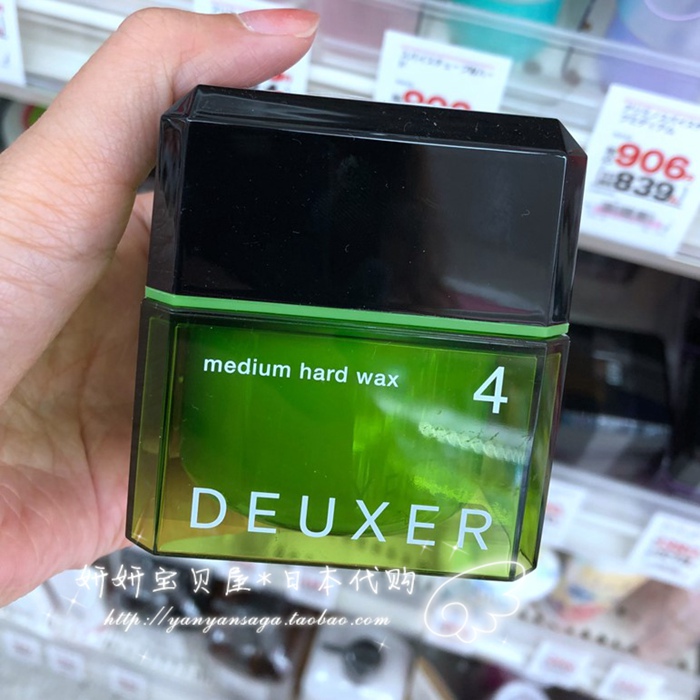 906
839
medium hard wax
4
DEUXER
妍妍宝贝屋*日本代购
http://yanyansaga.taobao.com